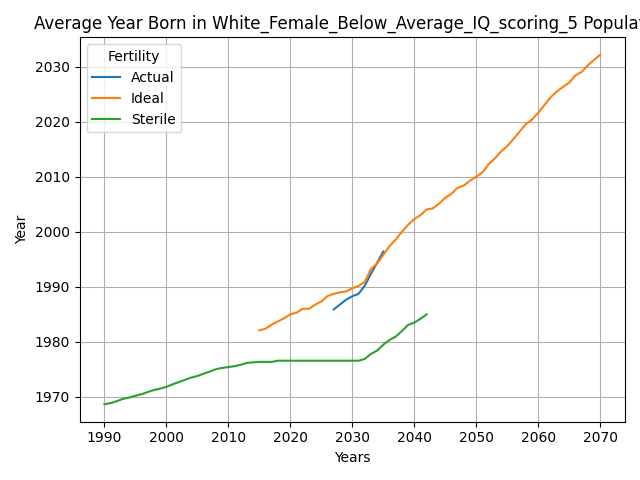 Average Year Born in White_Female_Below_Average_IQ_scoring_5 Populat
Fertility
Actual
Ideal
Sterile
2030
2020
2010
2000
1990
1980
1970
Year
1990 2000 2010 2020 2030 2040 2050 2060 2070
Years